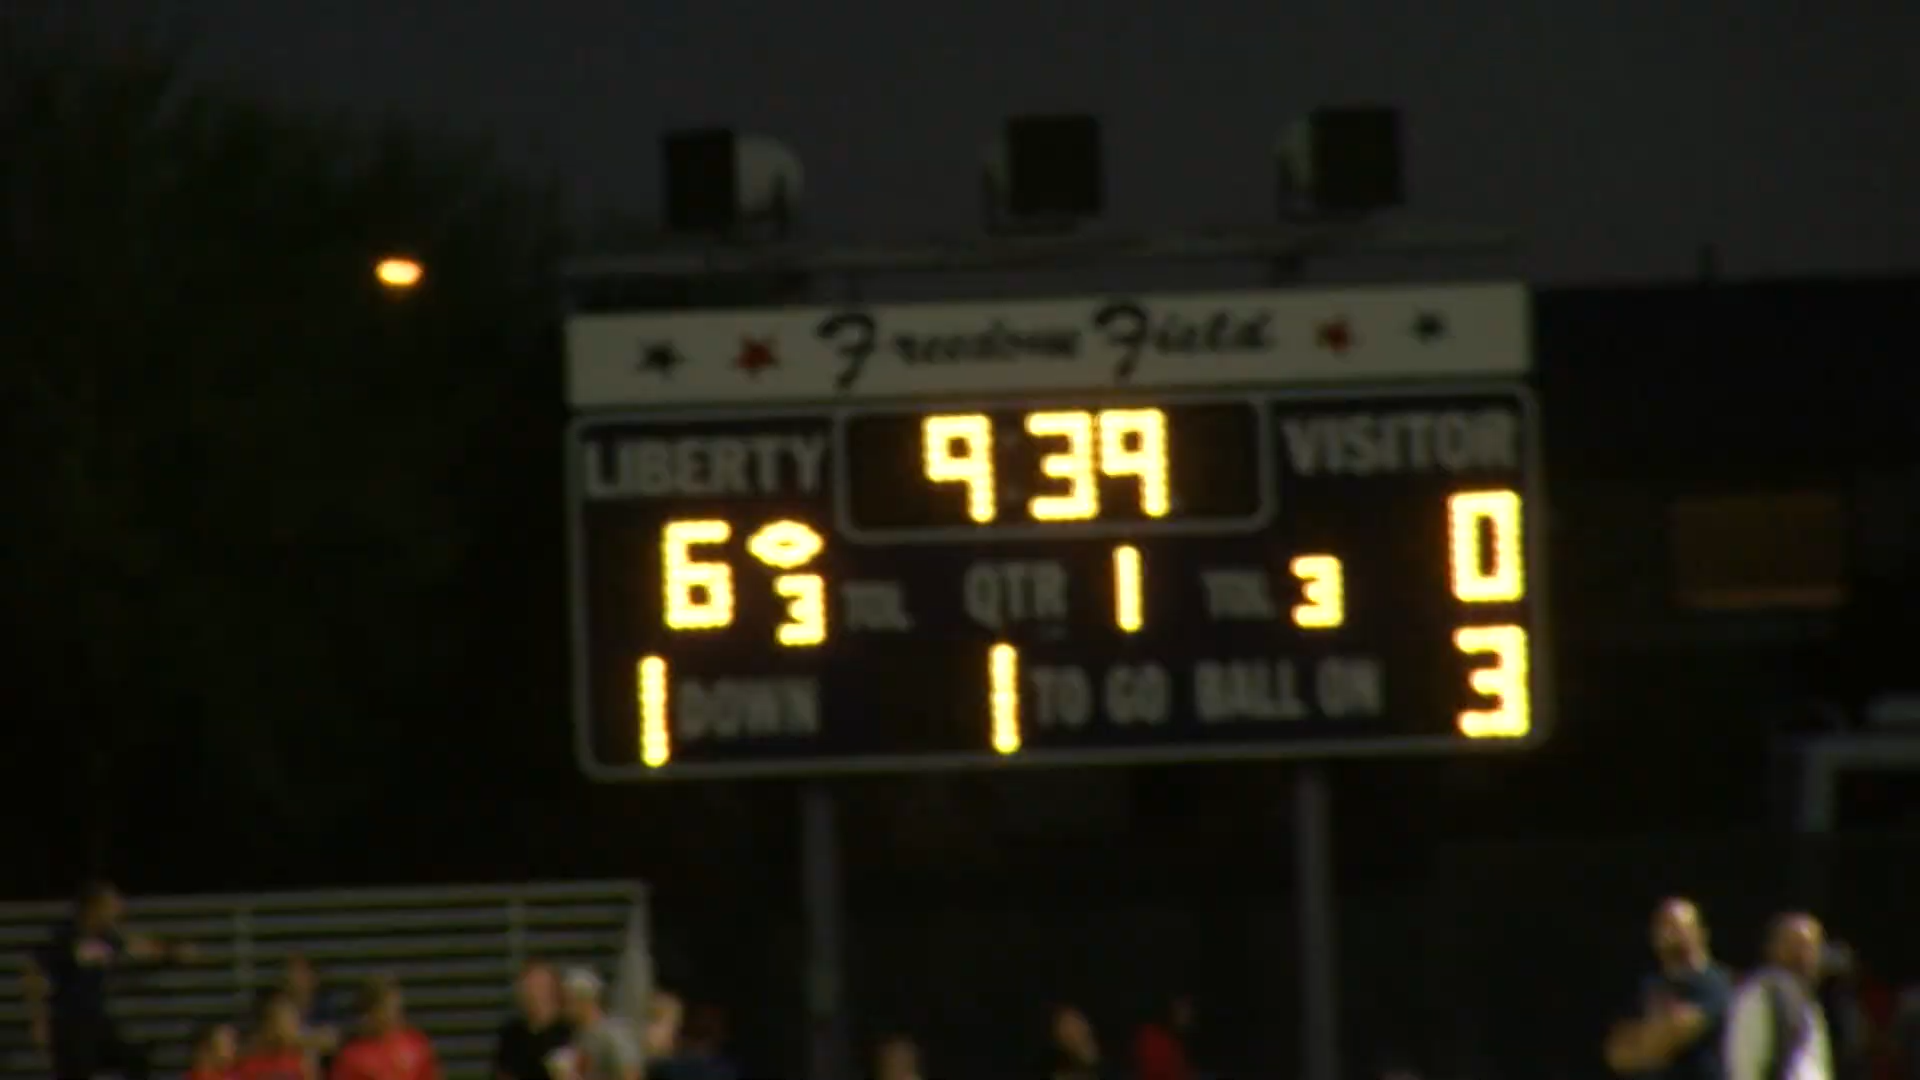 Freedom Field
LIBERTY 9:39 VISITOR
6 3 TOL QTR 1 TOL 3 0
1 DOWN 1 TO GO BALL ON 3